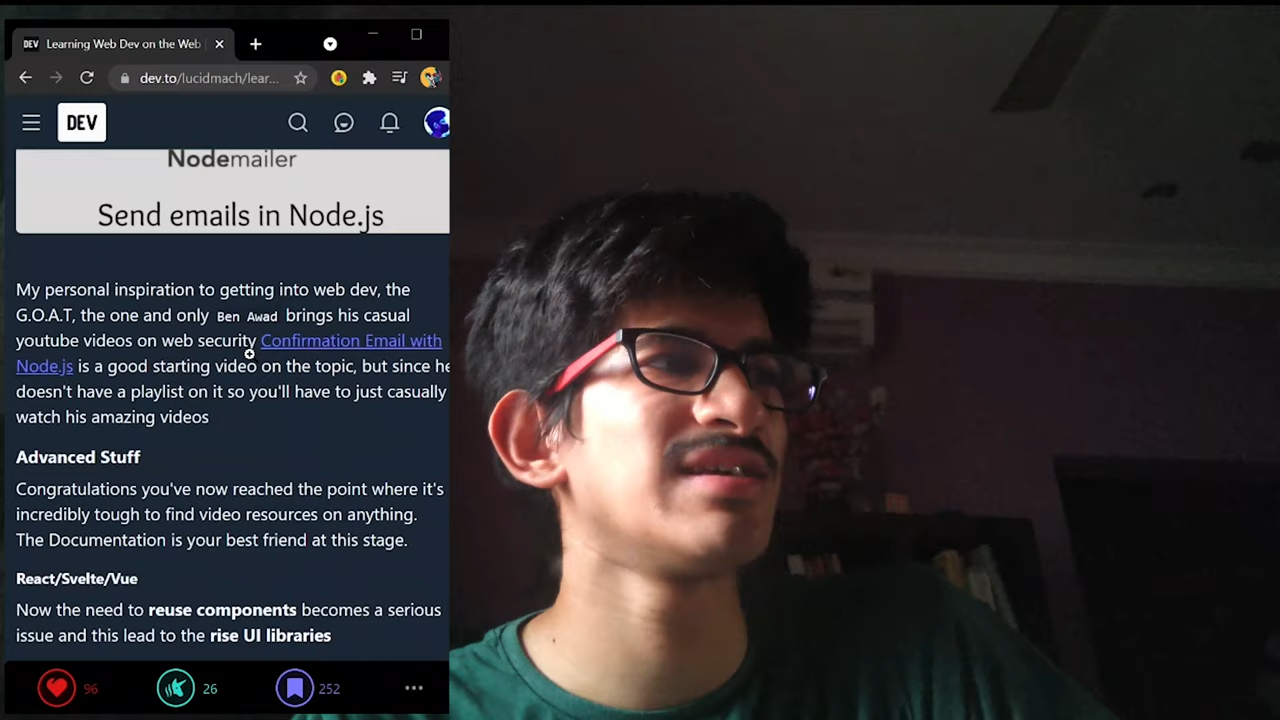 DEV Learning Web Dev on the Web
dev.to/lucidmach/lear...
DEV
Nodemailer
Send emails in Node.js
My personal inspiration to getting into web dev, the
G.O.A.T, the one and only Ben Awad brings his casual
youtube videos on web security Confirmation Email with
Node.js is a good starting video on the topic, but since he
doesn't have a playlist on it so you'll have to just casually
watch his amazing videos
Advanced Stuff
Congratulations you've now reached the point where it's
incredibly tough to find video resources on anything.
The Documentation is your best friend at this stage.
React/Svelte/Vue
Now the need to reuse components becomes a serious
issue and this lead to the rise UI libraries
96 26 252